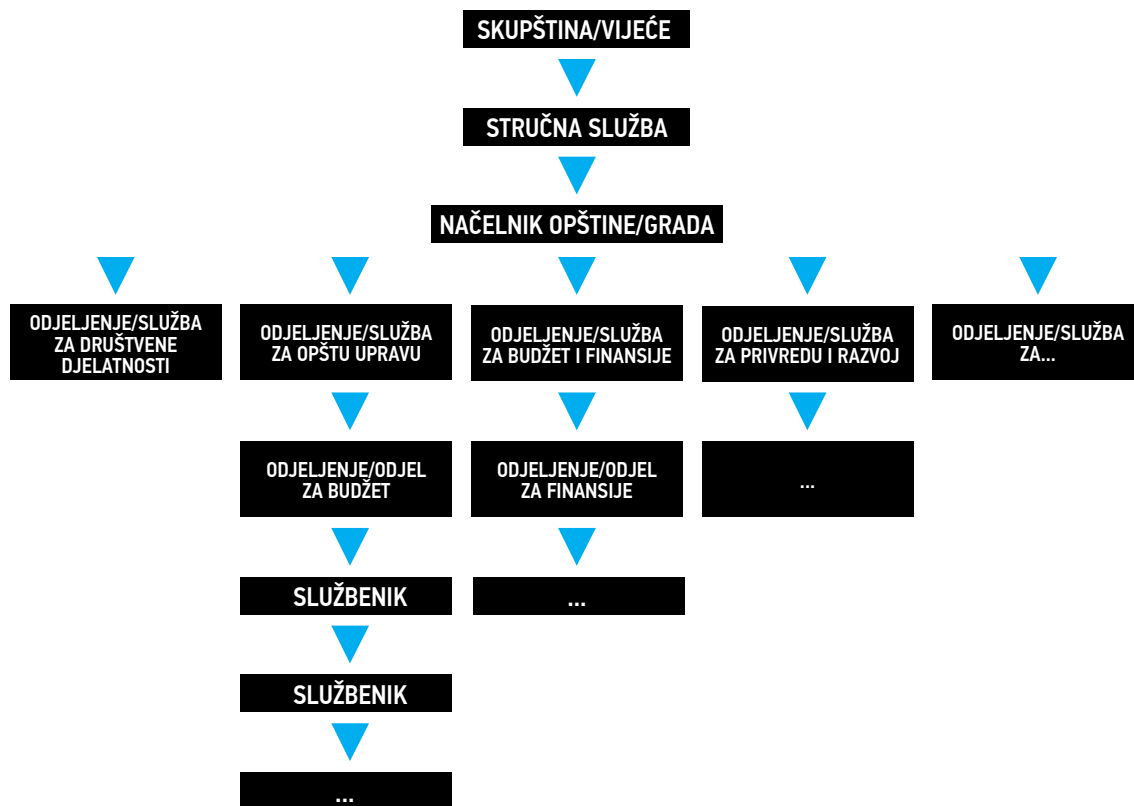 SKUPŠTINA/VIJEĆE
STRUČNA SLUŽBA
NAČELNIK OPŠTINE/GRADA
ODJELJENJE/SLUŽBA
ZA DRUŠTVENE
DJELATNOSTI
ODJELJENJE/SLUŽBA
ZA OPŠTU UPRAVU
ODJELJENJE/SLUŽBA
ZA BUDŽET I FINANSIJE
ODJELJENJE/SLUŽBA
ZA PRIVREDU I RAZVOJ
ODJELJENJE/SLUŽBA
ZA...
ODJELJENJE/ODJEL
ZA BUDŽET
ODJELJENJE/ODJEL
ZA FINANSIJE
...
SLUŽBENIK
...
SLUŽBENIK
...